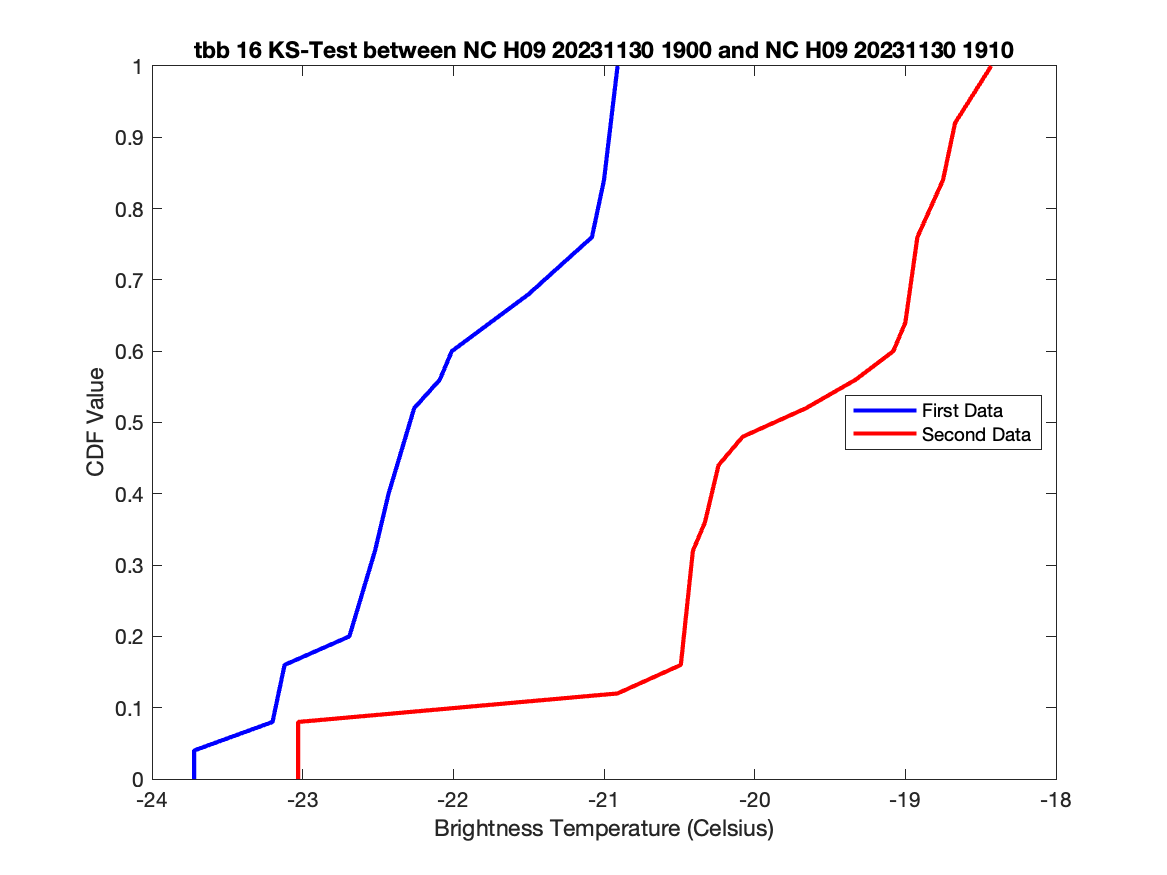 tbb 16 KS-Test between NC H09 20231130 1900 and NC H09 20231130 1910
1
0.9
0.8
0.7
0.6
0.5
0.4
0.3
0.2
0.1
0
CDF Value
First Data
Second Data
-24 -23 -22 -21 -20 -19 -18
Brightness Temperature (Celsius)